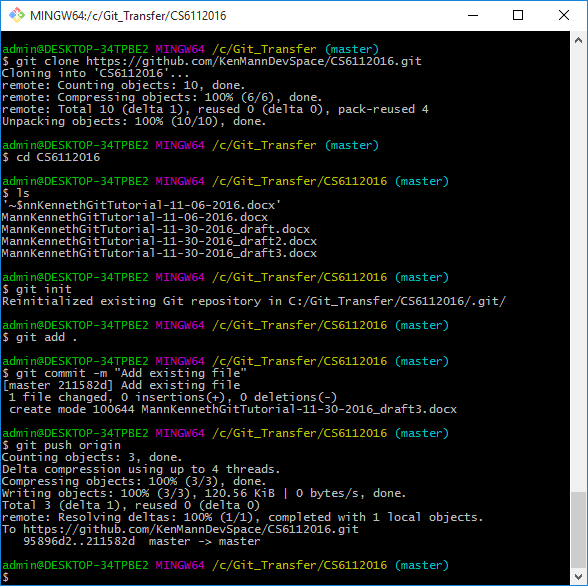 MINGW64:/c/Git_Transfer/CS6112016
admin@DESKTOP-34TPBE2 MINGW64 /c/Git_Transfer (master)
$ git clone https://github.com/KenMannDevSpace/CS6112016.git
Cloning into 'CS6112016'...
remote: Counting objects: 10, done.
remote: Compressing objects: 100% (6/6), done.
remote: Total 10 (delta 1), reused 0 (delta 0), pack-reused 4
Unpacking objects: 100% (10/10), done.
admin@DESKTOP-34TPBE2 MINGW64 /c/Git_Transfer (master)
$ cd CS6112016
admin@DESKTOP-34TPBE2 MINGW64 /c/Git_Transfer/CS6112016 (master)
$ ls
'~$nnKennethGitTutorial-11-06-2016.docx'
MannKennethGitTutorial-11-06-2016.docx
MannKennethGitTutorial-11-30-2016_draft.docx
MannKennethGitTutorial-11-30-2016_draft2.docx
MannKennethGitTutorial-11-30-2016_draft3.docx
admin@DESKTOP-34TPBE2 MINGW64 /c/Git_Transfer/CS6112016 (master)
$ git init
Reinitialized existing Git repository in C:/Git_Transfer/CS6112016/.git/
admin@DESKTOP-34TPBE2 MINGW64 /c/Git_Transfer/CS6112016 (master)
$ git add .
admin@DESKTOP-34TPBE2 MINGW64 /c/Git_Transfer/CS6112016 (master)
$ git commit -m "Add existing file"
[master 211582d] Add existing file
1 file changed, 0 insertions(+), 0 deletions(-)
create mode 100644 MannKennethGitTutorial-11-30-2016_draft3.docx
admin@DESKTOP-34TPBE2 MINGW64 /c/Git_Transfer/CS6112016 (master)
$ git push origin
Counting objects: 3, done.
Delta compression using up to 4 threads.
Compressing objects: 100% (3/3), done.
Writing objects: 100% (3/3), 120.56 KiB | 0 bytes/s, done.
Total 3 (delta 1), reused 0 (delta 0)
remote: Resolving deltas: 100% (1/1), completed with 1 local objects.
To https://github.com/KenMannDevSpace/CS6112016.git
95896d2..211582d  master -> master
admin@DESKTOP-34TPBE2 MINGW64 /c/Git_Transfer/CS6112016 (master)
$